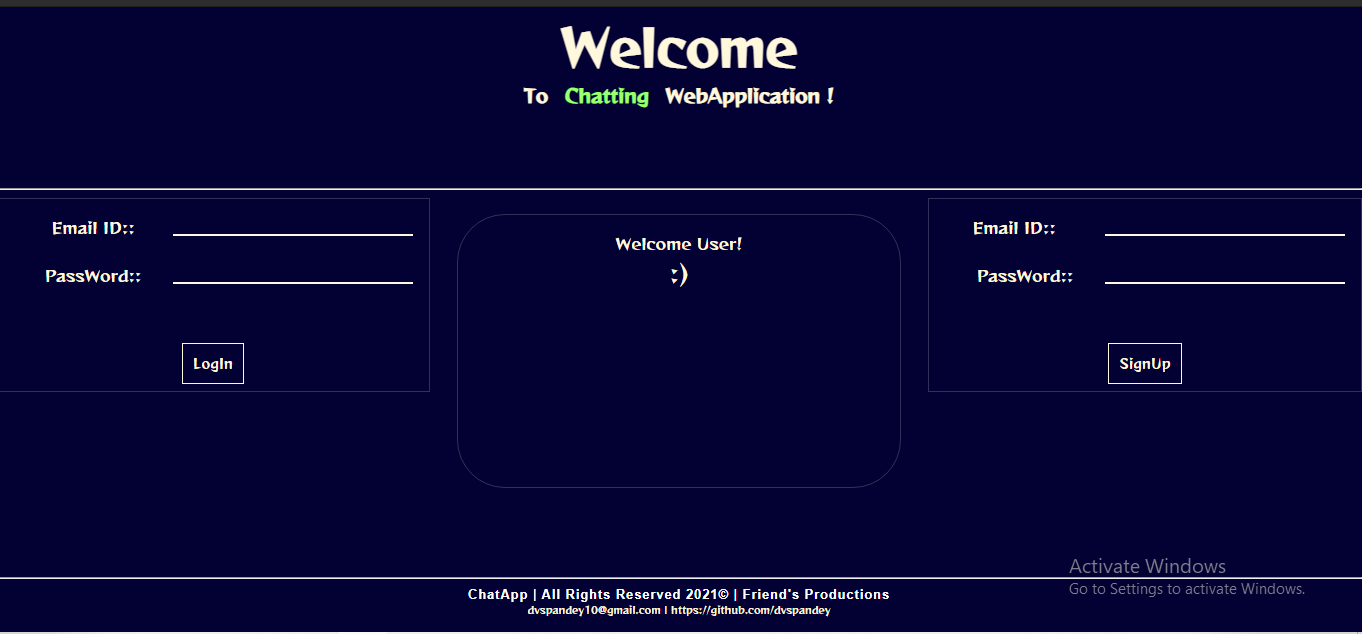 Welcome
To Chatting WebApplication !
Email ID::
PassWord::
LogIn
Welcome User!
:)
Email ID::
PassWord::
SignUp
Activate Windows
Go to Settings to activate Windows.
ChatApp | All Rights Reserved 2021© | Friend's Productions
dvspandey10@gmail.com | https://github.com/dvspandey